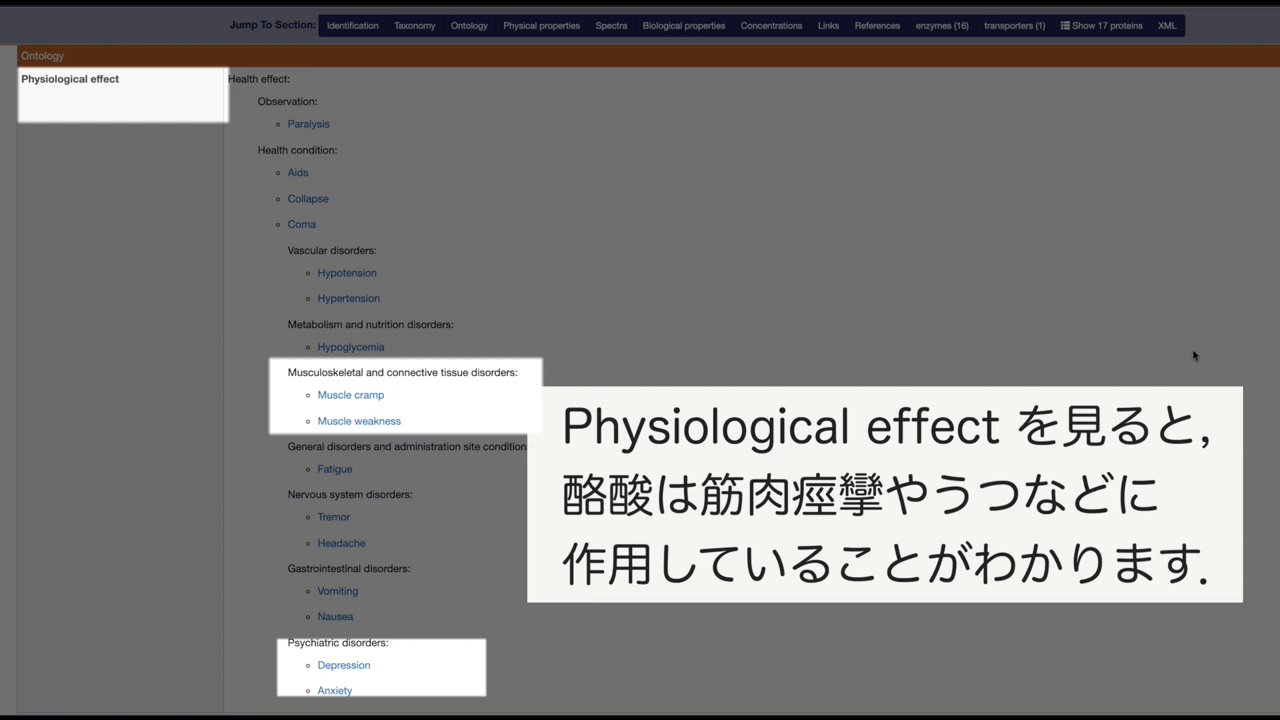 Jump To Section: Identification Taxonomy Ontology Physical properties Spectra Biological properties Concentrations Links References enzymes (16) transporters (1) Show 17 proteins XML
Ontology
Physiological effect
Health effect:
Observation:
Paralysis
Health condition:
Aids
Collapse
Coma
Vascular disorders:
Hypotension
Hypertension
Metabolism and nutrition disorders:
Hypoglycemia
Musculoskeletal and connective tissue disorders:
Muscle cramp
Muscle weakness
General disorders and administration site condition
Fatigue
Nervous system disorders:
Tremor
Headache
Gastrointestinal disorders:
Vomiting
Nausea
Psychiatric disorders:
Depression
Anxiety
Physiological effect を見ると,
酪酸は筋肉痙攣やうつなどに
作用していることがわかります.